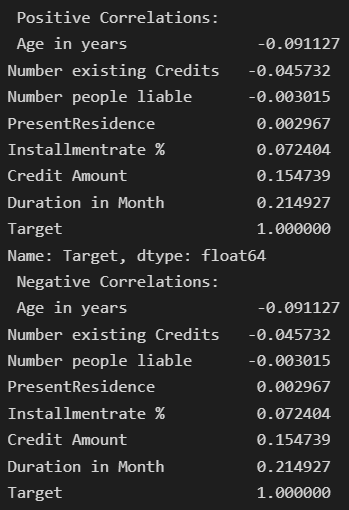 Positive Correlations:
Age in years -0.091127
Number existing Credits -0.045732
Number people liable -0.003015
PresentResidence 0.002967
Installmentrate % 0.072404
Credit Amount 0.154739
Duration in Month 0.214927
Target 1.000000
Name: Target, dtype: float64
Negative Correlations:
Age in years -0.091127
Number existing Credits -0.045732
Number people liable -0.003015
PresentResidence 0.002967
Installmentrate % 0.072404
Credit Amount 0.154739
Duration in Month 0.214927
Target 1.000000